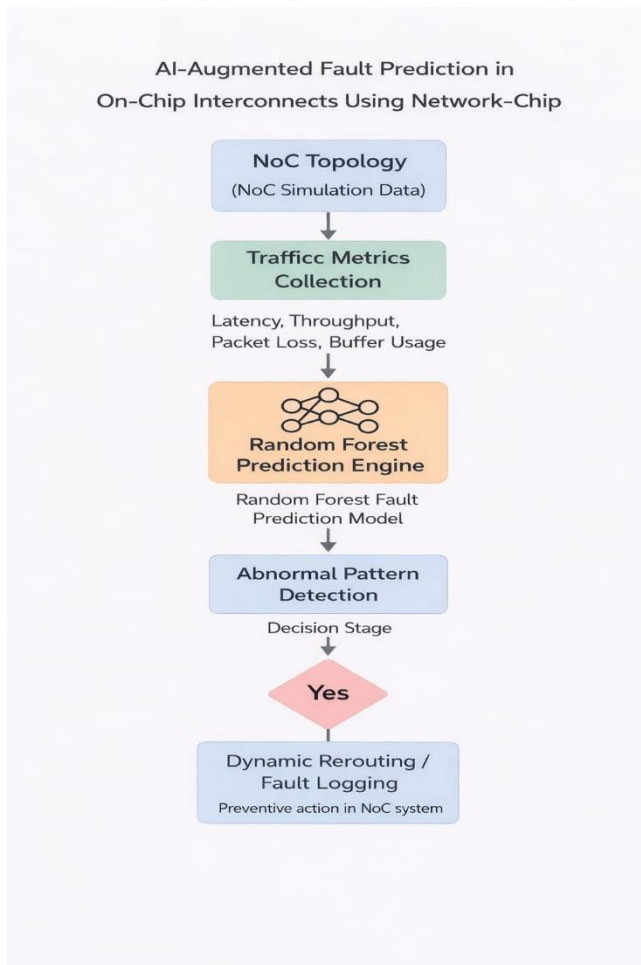 AI-Augmented Fault Prediction in
On-Chip Interconnects Using Network-Chip
NoC Topology
(NoC Simulation Data)
Trafficc Metrics
Collection
Latency, Throughput,
Packet Loss, Buffer Usage
Random Forest
Prediction Engine
Random Forest Fault
Prediction Model
Abnormal Pattern
Detection
Decision Stage
Yes
Dynamic Rerouting /
Fault Logging
Preventive action in NoC system